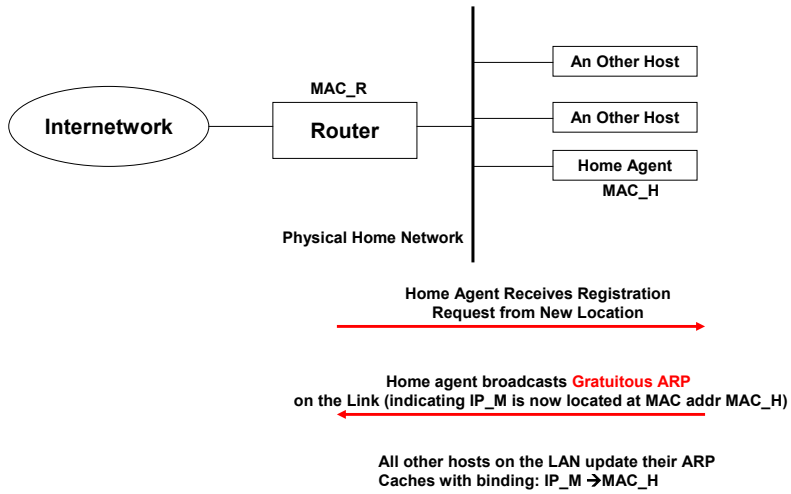 An Other Host
MAC_R
Internetwork
Router
An Other Host
Home Agent
MAC_H
Physical Home Network
Home Agent Receives Registration
Request from New Location
Home agent broadcasts Gratuitous ARP
on the Link (indicating IP_M is now located at MAC addr MAC_H)
All other hosts on the LAN update their ARP
Caches with binding: IP_M →MAC_H